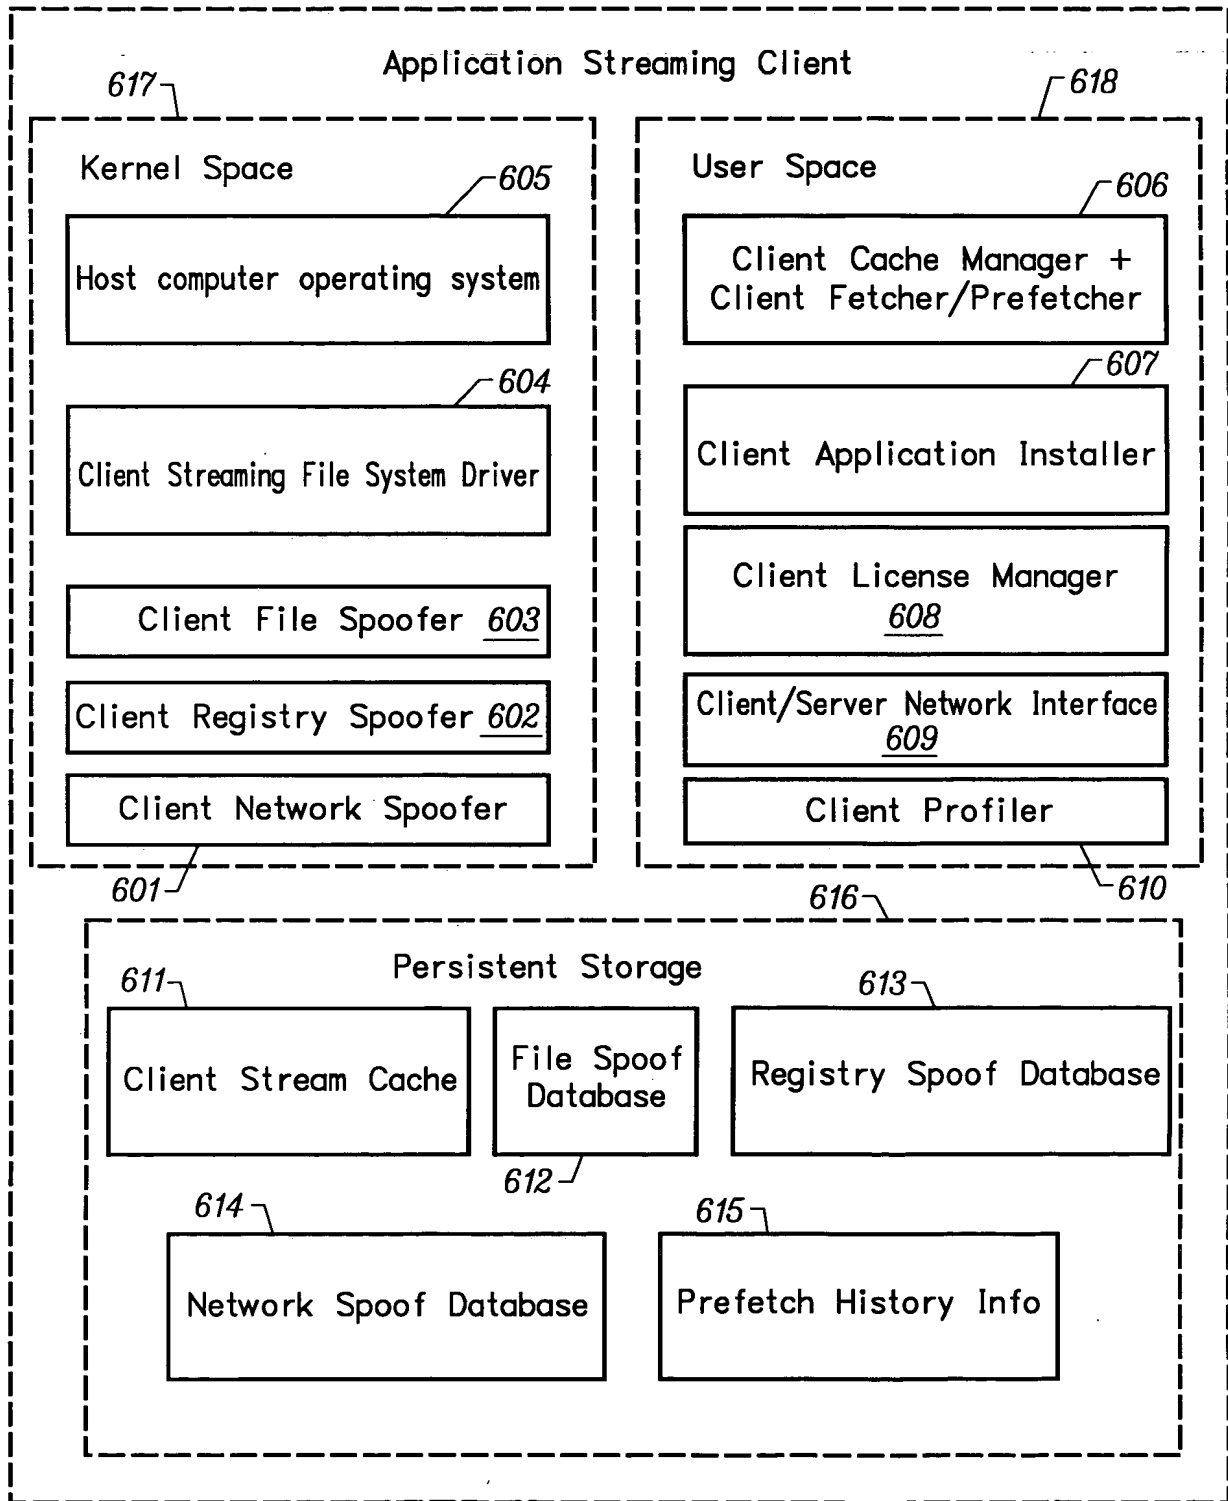 Application Streaming Client
617
618
Kernel Space
605
Host computer operating system
604
Client Streaming File System Driver
Client File Spoofer 603
Client Registry Spoofer 602
Client Network Spoofer
601
User Space
606
Client Cache Manager +
Client Fetcher/Prefetcher
607
Client Application Installer
Client License Manager
608
Client/Server Network Interface
609
Client Profiler
610
616
Persistent Storage
611
Client Stream Cache
File Spoof
Database
612
613
Registry Spoof Database
614
Network Spoof Database
615
Prefetch History Info